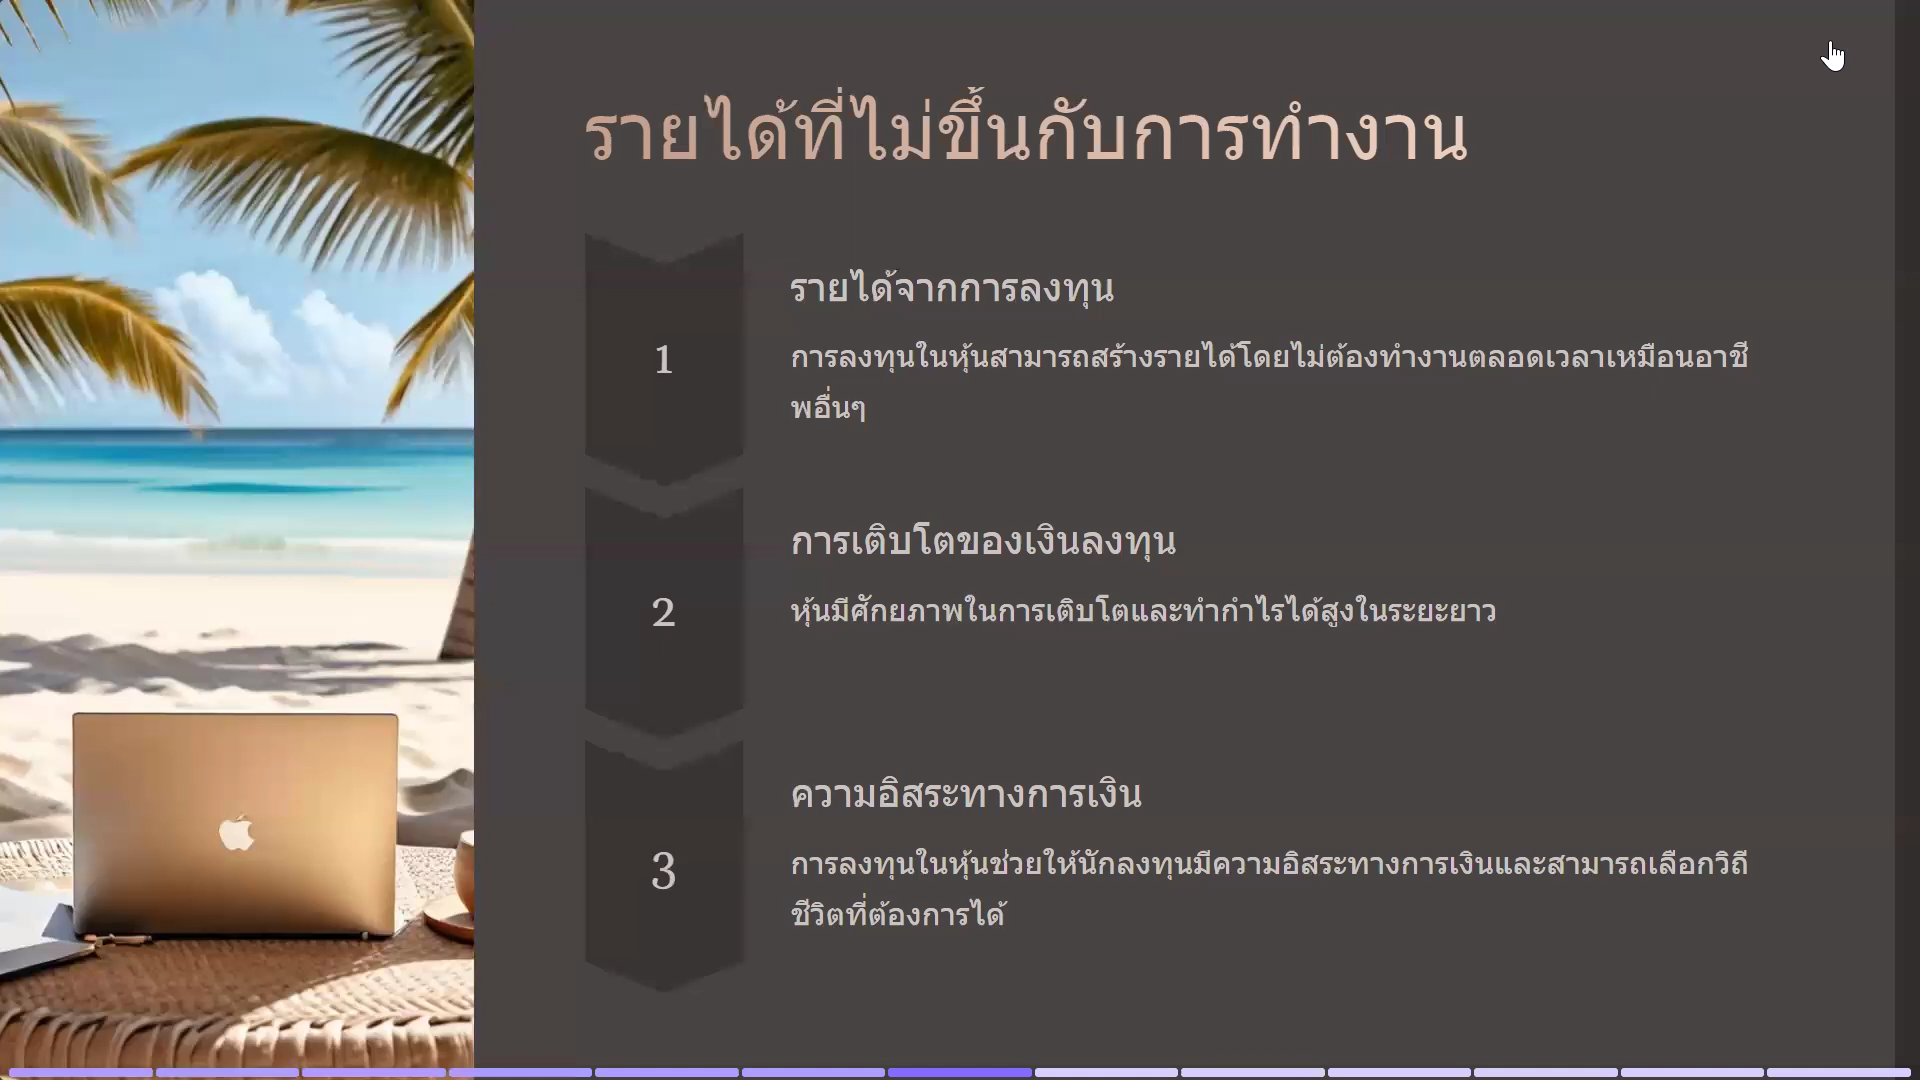 รายได้ที่ไม่ขึ้นกับการทำงาน
1
รายได้จากการลงทุน
การลงทุนในหุ้นสามารถสร้างรายได้โดยไม่ต้องทำงานตลอดเวลาเหมือนอาชี
พอื่นๆ
2
การเติบโตของเงินลงทุน
หุ้นมีศักยภาพในการเติบโตและทำกำไรได้สูงในระยะยาว
3
ความอิสระทางการเงิน
การลงทุนในหุ้นช่วยให้นักลงทุนมีความอิสระทางการเงินและสามารถเลือกวิถี
ชีวิตที่ต้องการได้